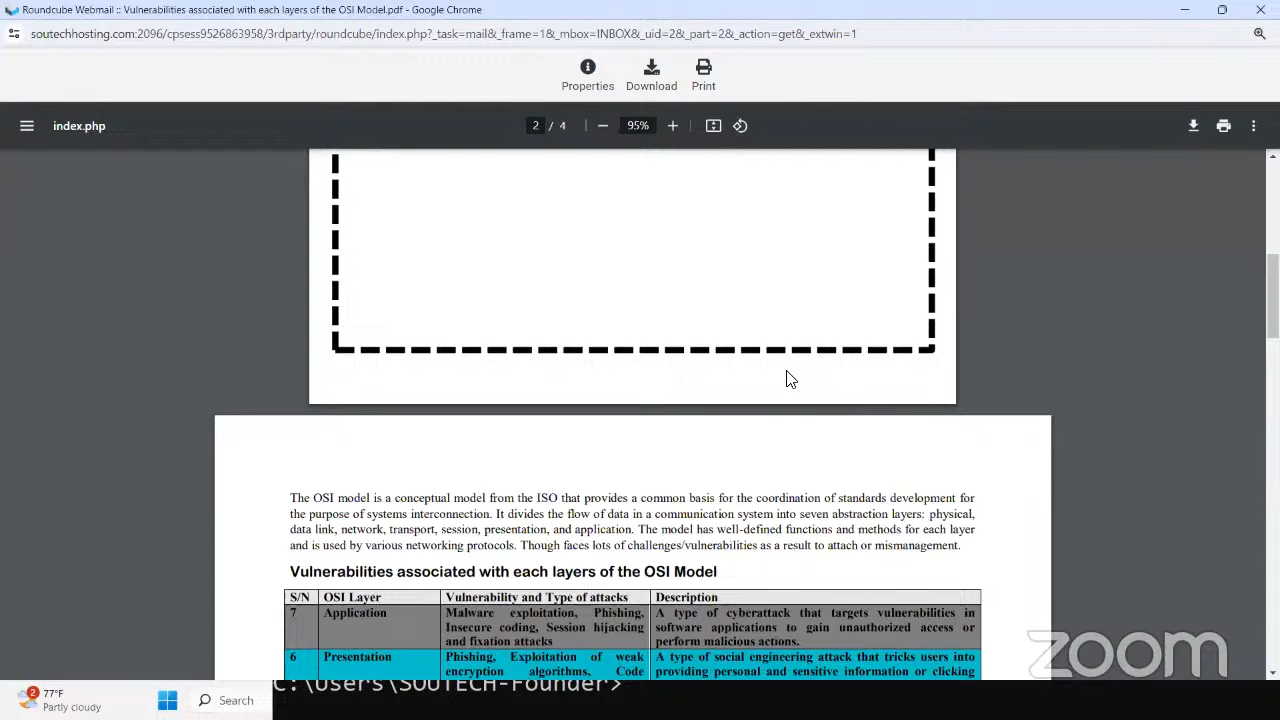 Roundcube Webmail :: Vulnerabilities associated with each layers of the OSI Model.pdf - Google Chrome
soutechhosting.com:2096/cpsess9526863958/3rdparty/roundcube/index.php?_task=mail&_frame=1&_mbox=INBOX&_uid=2&_part=2&_action=get&_extwin=1
Properties Download Print
index.php 2 / 4 95%
The OSI model is a conceptual model from the ISO that provides a common basis for the coordination of standards development for
the purpose of systems interconnection. It divides the flow of data in a communication system into seven abstraction layers: physical,
data link, network, transport, session, presentation, and application. The model has well-defined functions and methods for each layer
and is used by various networking protocols. Though faces lots of challenges/vulnerabilities as a result to attach or mismanagement.
Vulnerabilities associated with each layers of the OSI Model
S/N OSI Layer Vulnerability and Type of attacks Description
7 Application Malware exploitation, Phishing, A type of cyberattack that targets vulnerabilities in
Insecure coding, Session hijacking software applications to gain unauthorized access or
and fixation attacks perform malicious actions.
6 Presentation Phishing, Exploitation of weak A type of social engineering attack that tricks users into
encryption algorithms, Code providing personal and sensitive information or clicking
zoom
C:\Users\SOUTECH-Founder>
2 77°F
Partly cloudy
Search